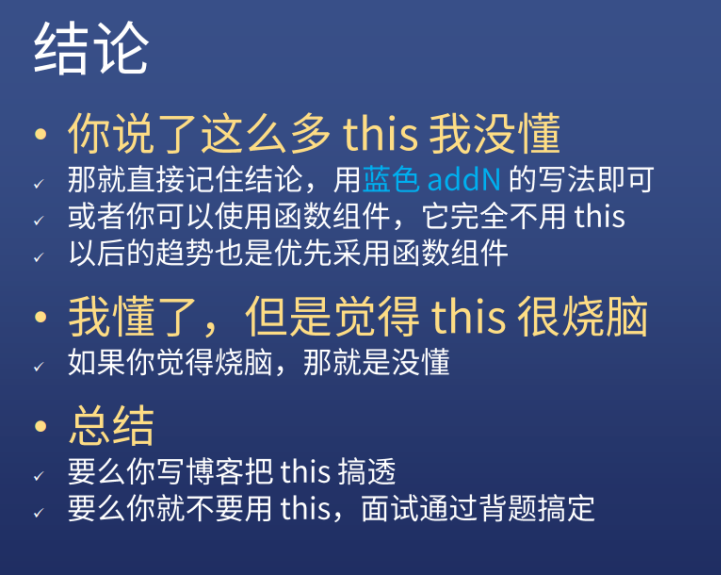 结论
• 你说了这么多 this 我没懂
✓ 那就直接记住结论，用蓝色 addN 的写法即可
✓ 或者你可以使用函数组件，它完全不用 this
✓ 以后的趋势也是优先采用函数组件
• 我懂了，但是觉得 this 很烧脑
✓ 如果你觉得烧脑，那就是没懂
• 总结
✓ 要么你写博客把 this 搞透
✓ 要么你就不要用 this，面试通过背题搞定